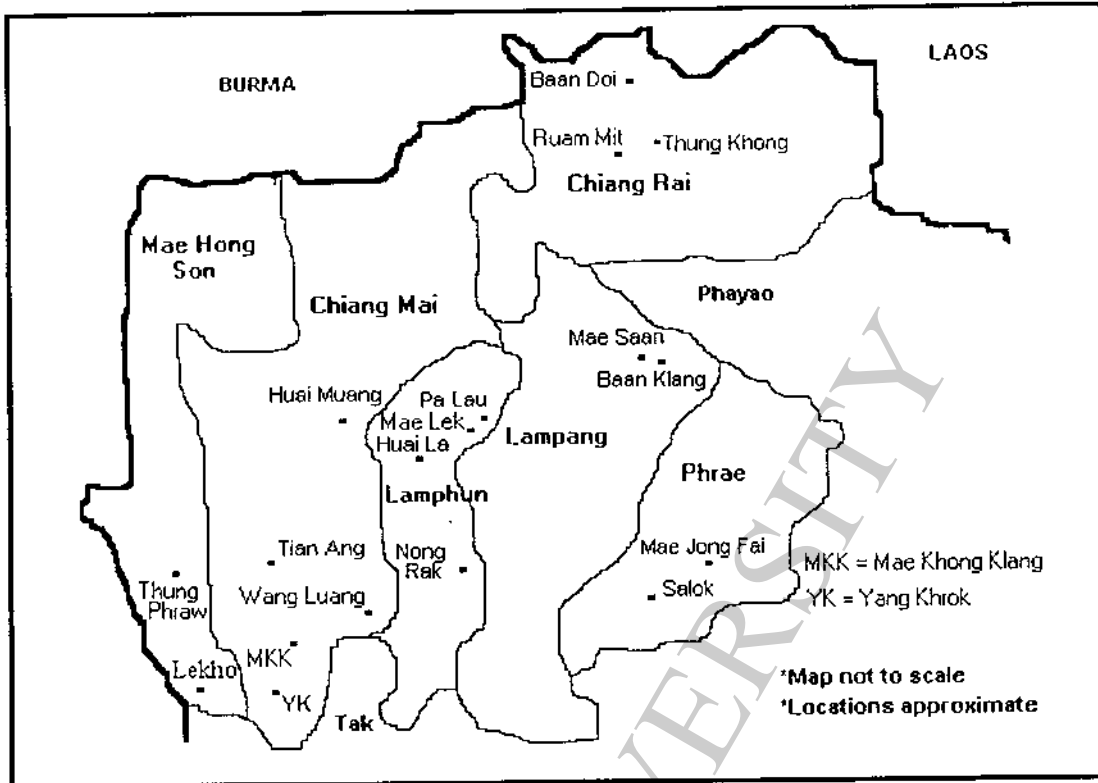 LAOS
BURMA
Baan Doi
Ruam Mit
Thung Khong
Chiang Rai
Mae Hong
Son
Chiang Mai
Phayao
Mae Saan
Baan Klang
Huai Muang
Pa Lau
Mae Lek
Huai La
Lampang
Lamphun
Phrae
Tian Ang
Nong
Rak
Mae Jong Fai
MKK = Mae Khong Klang
Thung
Phraw
Wang Luang
Salok
YK = Yang Khrok
MKK
Lekho
YK
Tak
*Map not to scale
*Locations approximate
VERSITY